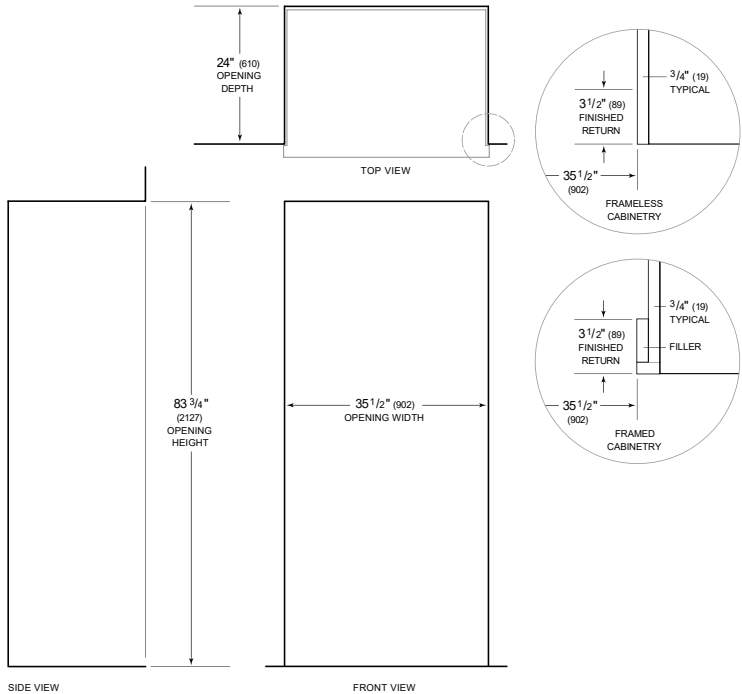 24" (610)
OPENING
DEPTH
TOP VIEW
3/4" (19)
TYPICAL
3 1/2" (89)
FINISHED
RETURN
35 1/2"
(902)
FRAMELESS
CABINETRY
83 3/4"
(2127)
OPENING
HEIGHT
35 1/2" (902)
OPENING WIDTH
3/4" (19)
TYPICAL
3 1/2" (89)
FINISHED
RETURN
FILLER
35 1/2"
(902)
FRAMED
CABINETRY
SIDE VIEW
FRONT VIEW